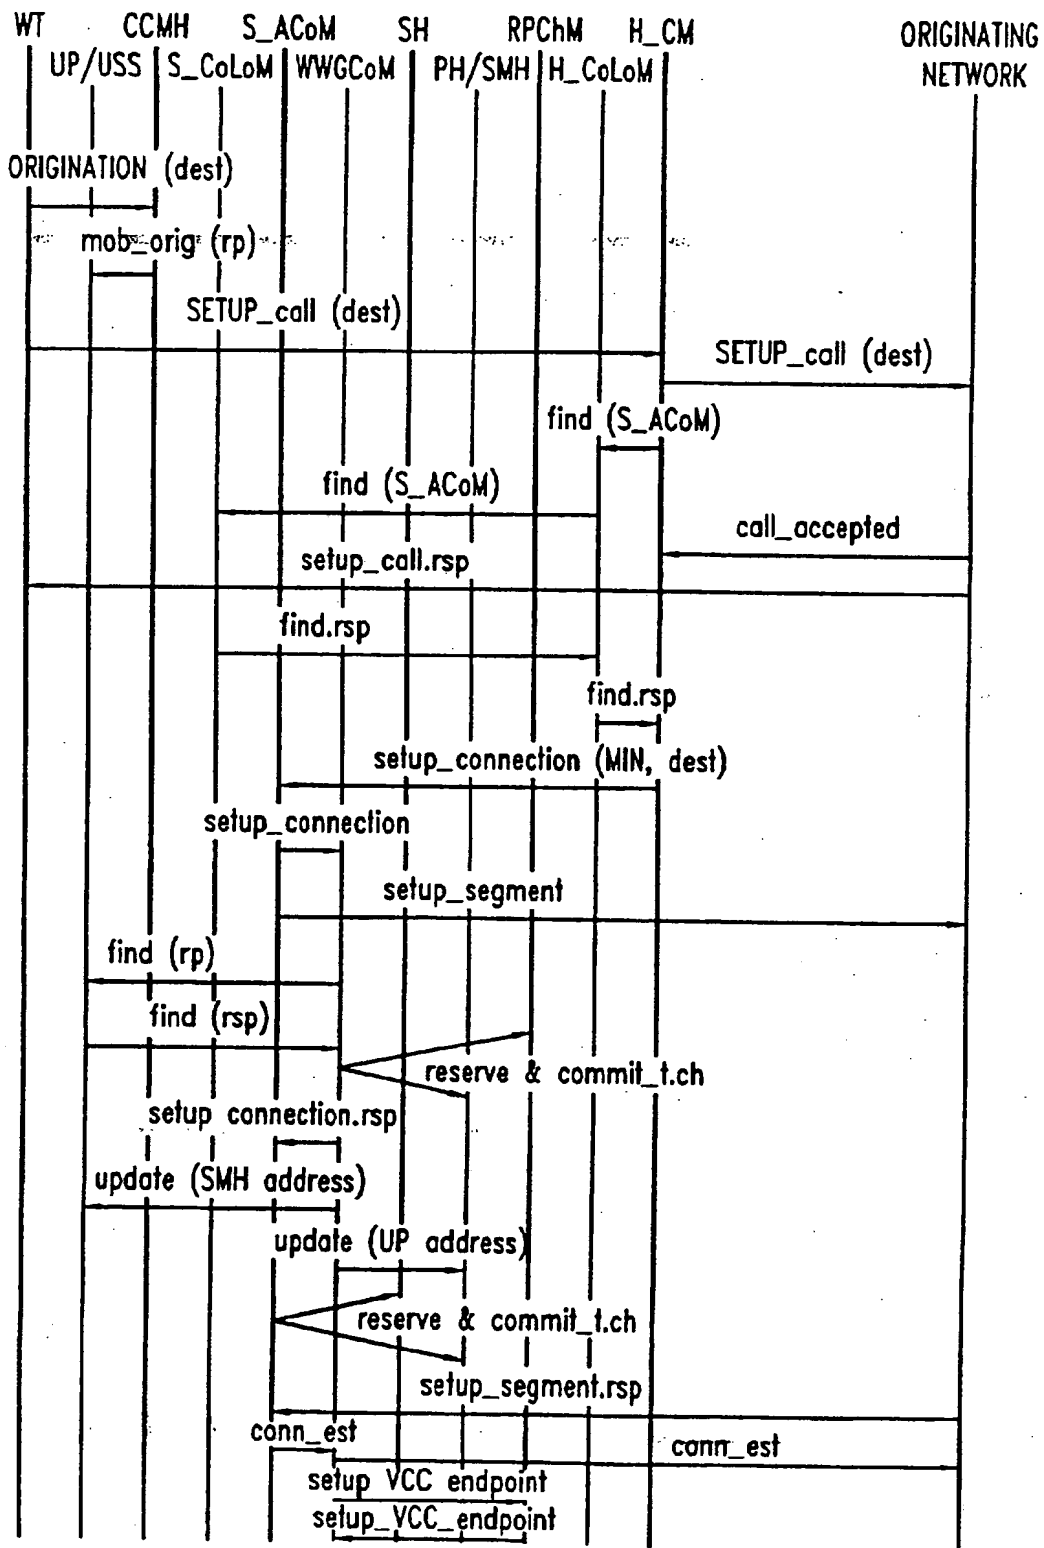 WT CCMH S_ACoM SH RPChM H_CM ORIGINATING NETWORK
UP/USS S_CoLoM WWGCoM PH/SMH H_CoLoM
ORIGINATION (dest)
mob_orig (rp)
SETUP_call (dest)
SETUP_call (dest)
find (S_ACoM)
find (S_ACoM)
call_accepted
setup_call.rsp
find.rsp
find.rsp
setup_connection (MIN, dest)
setup_connection
setup_segment
find (rp)
find (rsp)
reserve & commit_t.ch
setup connection.rsp
update (SMH address)
update (UP address)
reserve & commit_t.ch
setup_segment.rsp
conn_est
conn_est
setup VCC endpoint
setup_VCC_endpoint